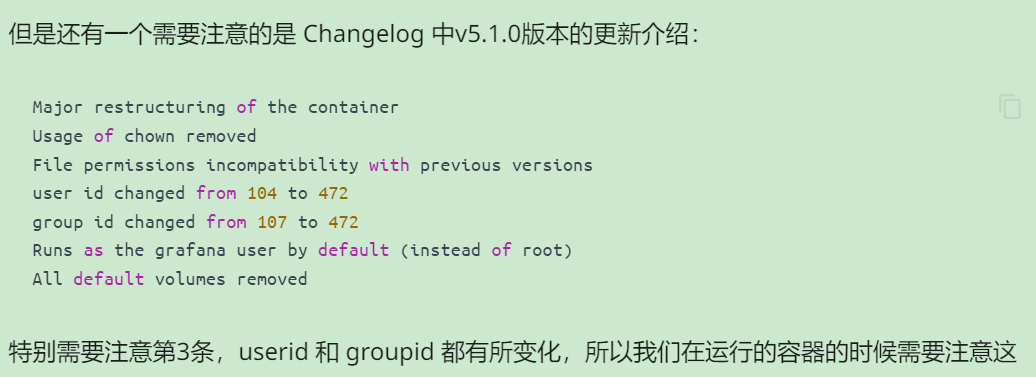 但是还有一个需要注意的是 Changelog 中v5.1.0版本的更新介绍：
Major restructuring of the container
Usage of chown removed
File permissions incompatibility with previous versions
user id changed from 104 to 472
group id changed from 107 to 472
Runs as the grafana user by default (instead of root)
All default volumes removed
特别需要注意第3条，userid 和 groupid 都有所变化，所以我们在运行的容器的时候需要注意这